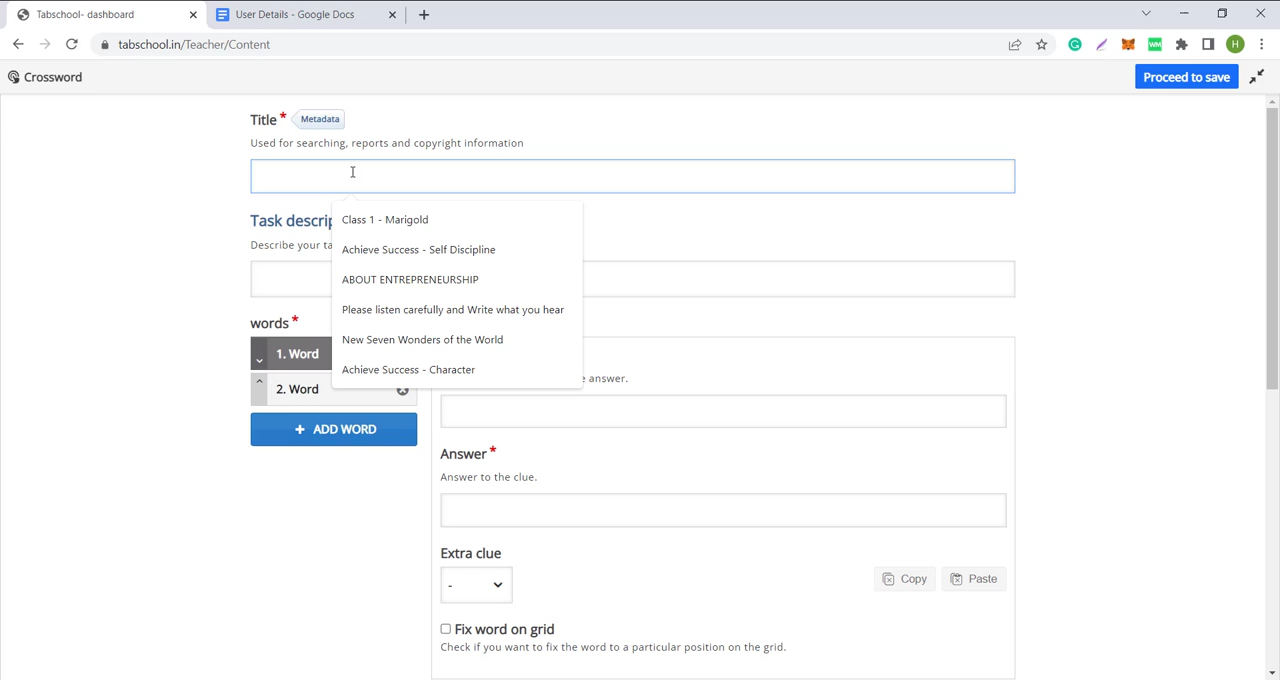 Tabschool- dashboard
User Details - Google Docs
tabschool.in/Teacher/Content
WM
H
Crossword
Proceed to save
Title *
Metadata
Used for searching, reports and copyright information
Class 1 - Marigold
Task descrip
Describe your ta
Achieve Success - Self Discipline
ABOUT ENTREPRENEURSHIP
Please listen carefully and Write what you hear
words *
New Seven Wonders of the World
1. Word
Achieve Success - Character
e answer.
2. Word
+ ADD WORD
Answer *
Answer to the clue.
Extra clue
-
Copy
Paste
Fix word on grid
Check if you want to fix the word to a particular position on the grid.